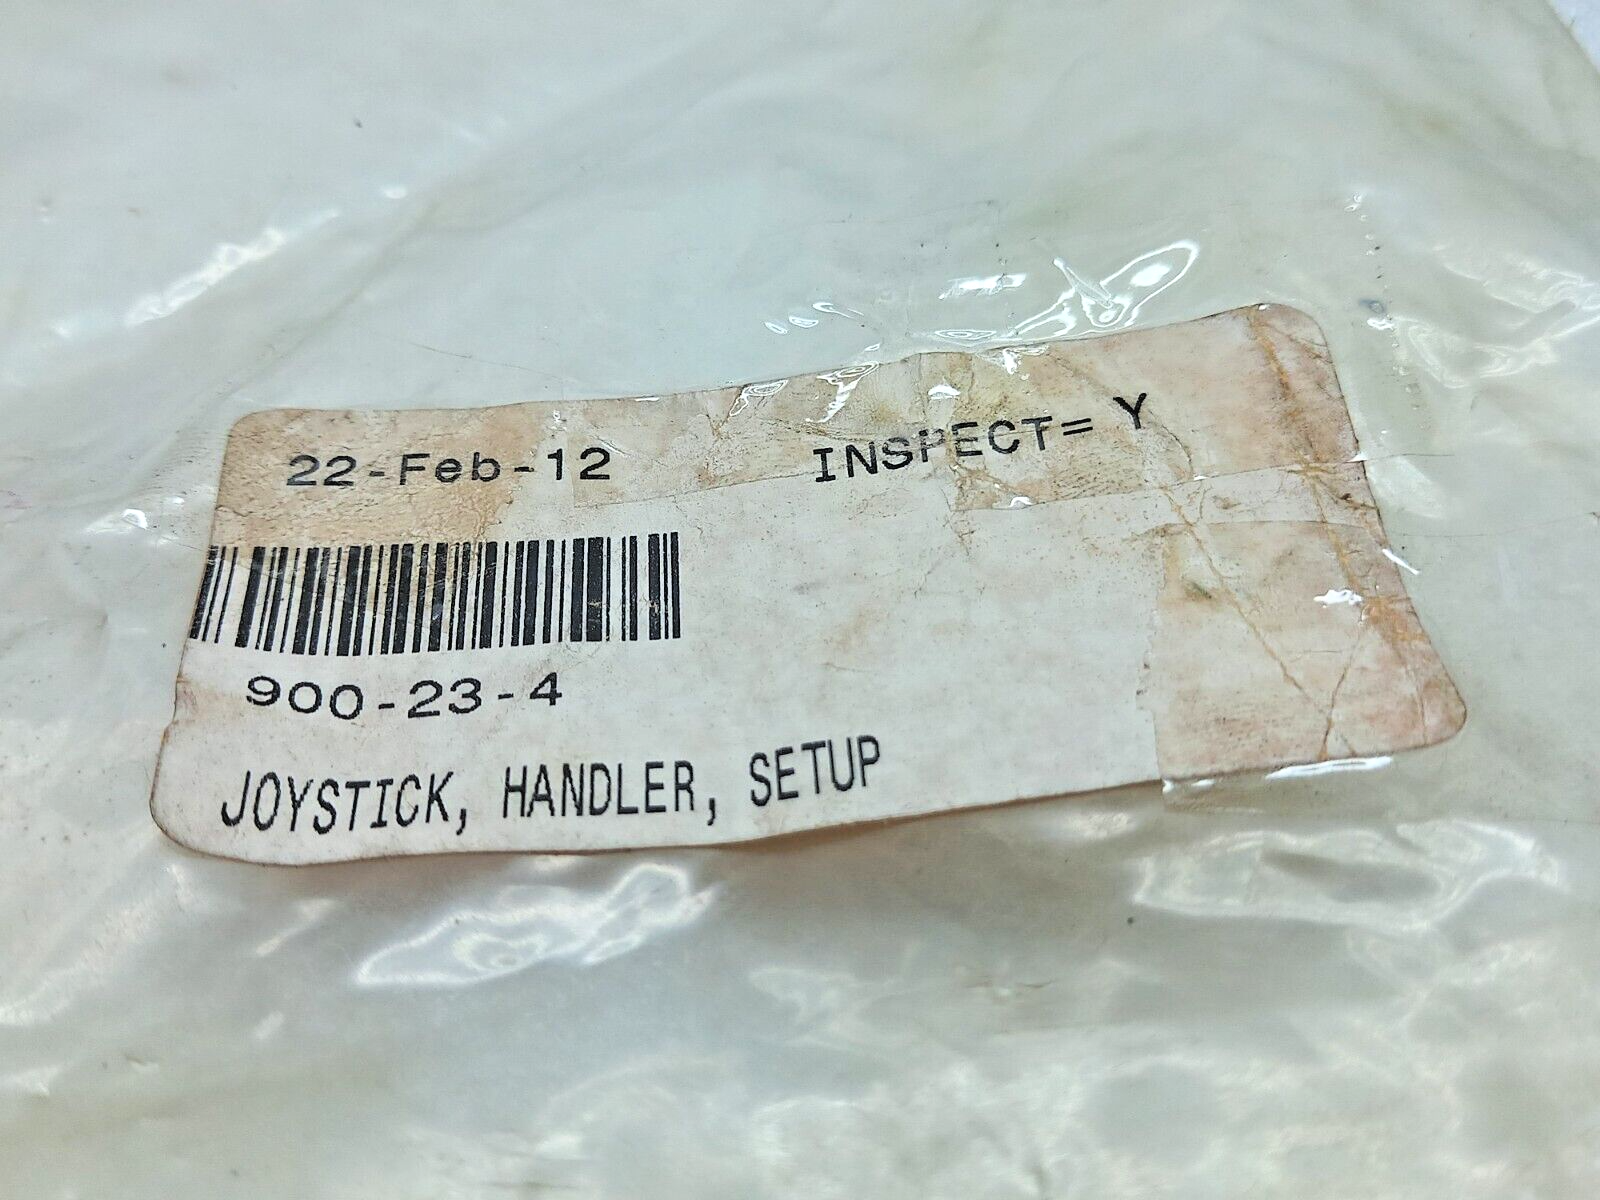 22-Feb-12 INSPECT= Y
900-23-4
JOYSTICK, HANDLER, SETUP